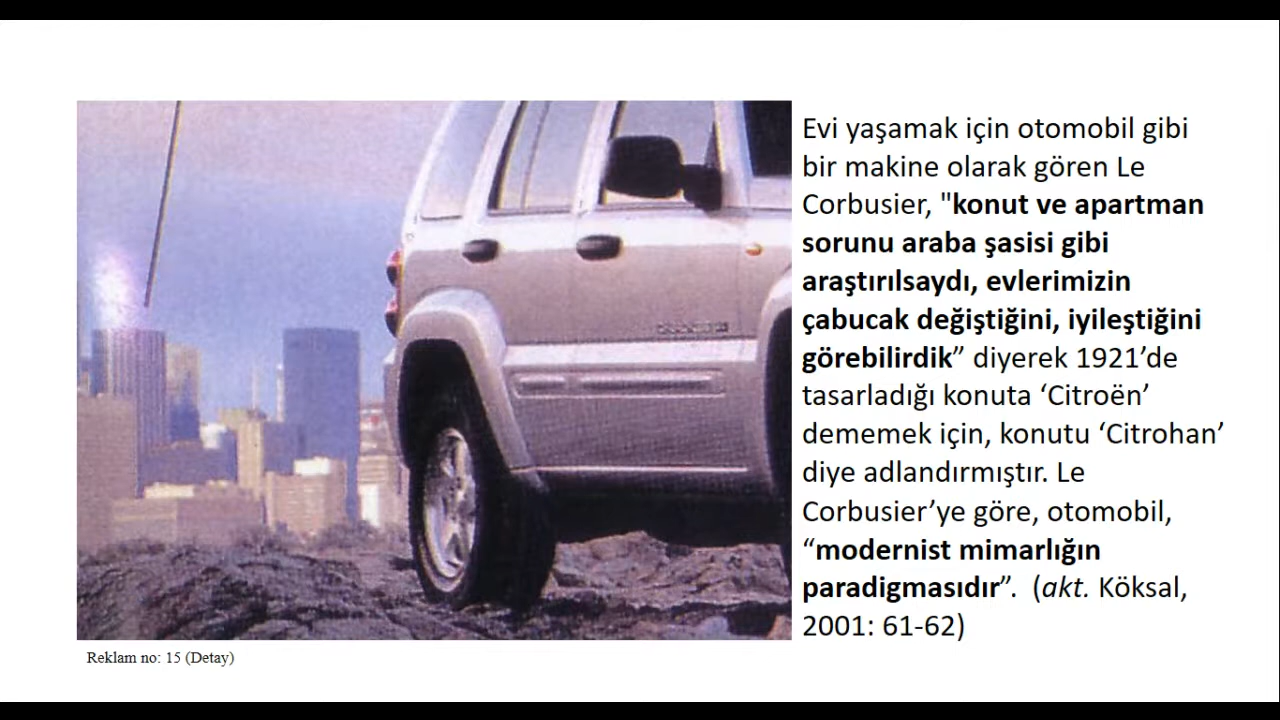 Evi yaşamak için otomobil gibi
bir makine olarak gören Le
Corbusier, "konut ve apartman
sorunu araba şasisi gibi
araştırılsaydı, evlerimizin
çabucak değiştiğini, iyileştiğini
görebilirdik” diyerek 1921’de
tasarladığı konuta ‘Citroën’
dememek için, konutu ‘Citrohan’
diye adlandırmıştır. Le
Corbusier’ye göre, otomobil,
“modernist mimarlığın
paradigmasıdır”.  (akt. Köksal,
2001: 61-62)
Reklam no: 15 (Detay)